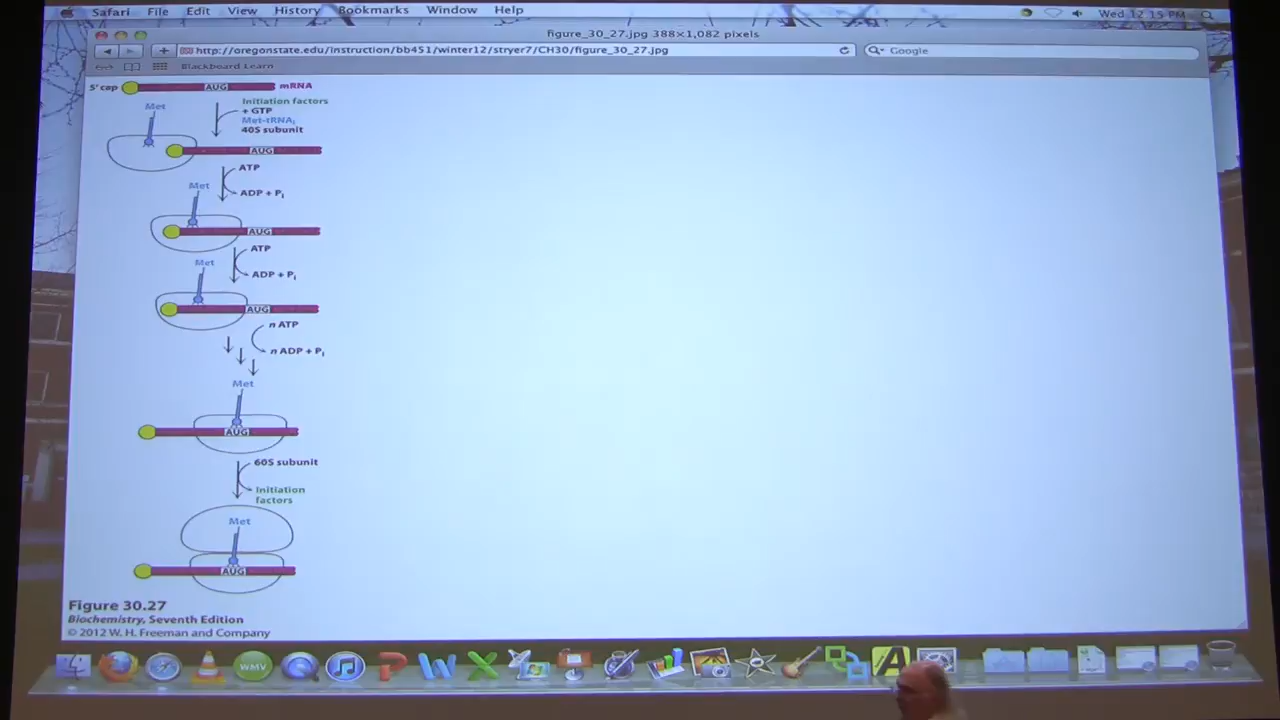 Safari File Edit View History Bookmarks Window Help Wed 12:15 PM
figure_30_27.jpg 388×1,082 pixels
http://oregonstate.edu/instruction/bb451/winter12/stryer7/CH30/figure_30_27.jpg
Google
Blackboard Learn
5' cap AUG mRNA
Initiation factors
+ GTP
Met-tRNAi
40S subunit
Met
AUG
ATP
ADP + Pi
Met
AUG
ATP
ADP + Pi
Met
AUG
n ATP
n ADP + Pi
Met
AUG
60S subunit
Initiation
factors
Met
AUG
Figure 30.27
Biochemistry, Seventh Edition
© 2012 W. H. Freeman and Company
WMV